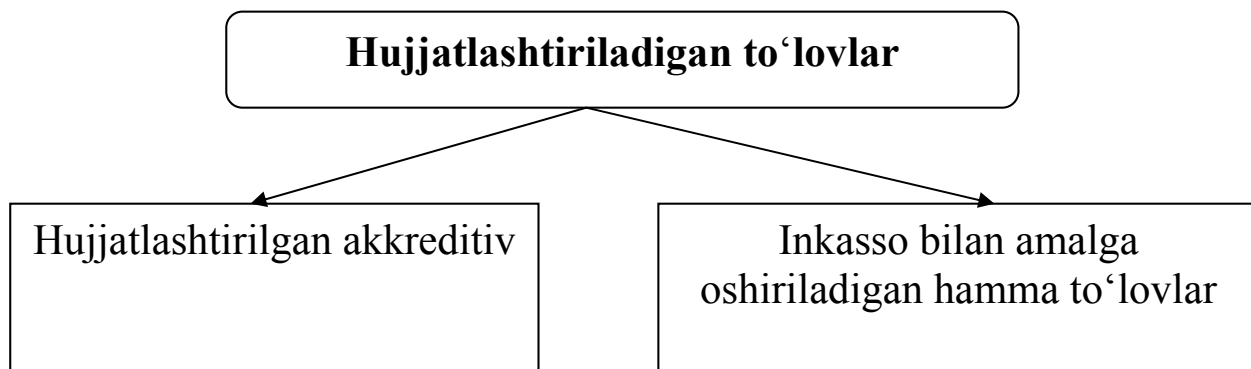 Hujjatlashtiriladigan to‘lovlar
Hujjatlashtirilgan akkreditiv
Inkasso bilan amalga
oshiriladigan hamma to‘lovlar